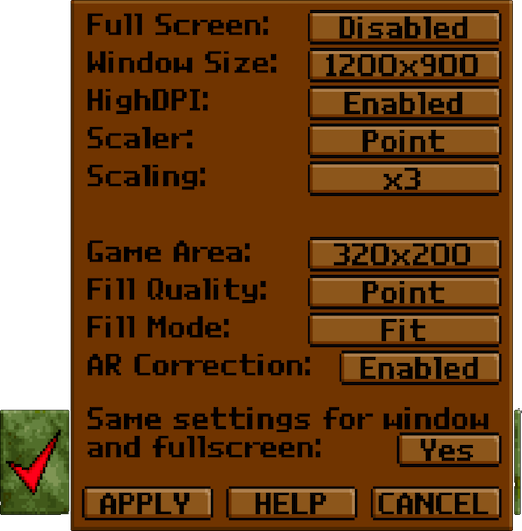 Full Screen: Disabled
Window Size: 1200x900
HighDPI: Enabled
Scaler: Point
Scaling: x3
Game Area: 320x200
Fill Quality: Point
Fill Mode: Fit
AR Correction: Enabled
Same settings for window
and fullscreen: Yes
APPLY HELP CANCEL